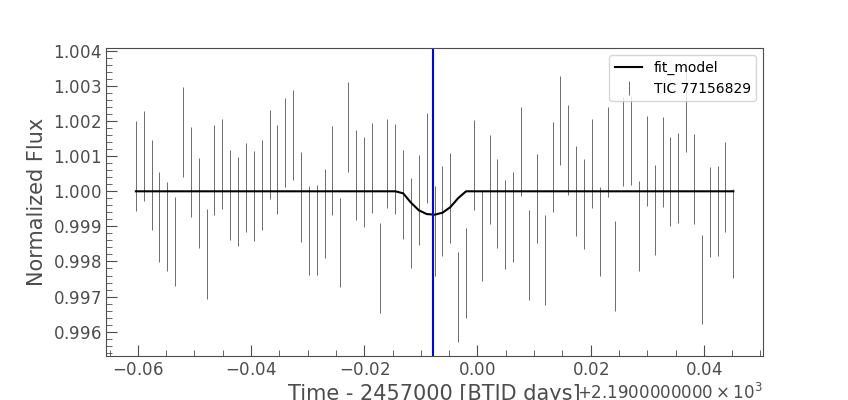 1.004
1.003
1.002
1.001
1.000
0.999
0.998
0.997
0.996
Normalized Flux
fit_model
TIC 77156829
−0.06 −0.04 −0.02 0.00 0.02 0.04
Time - 2457000 [BTJD days]
+2.1900000000 × 10³